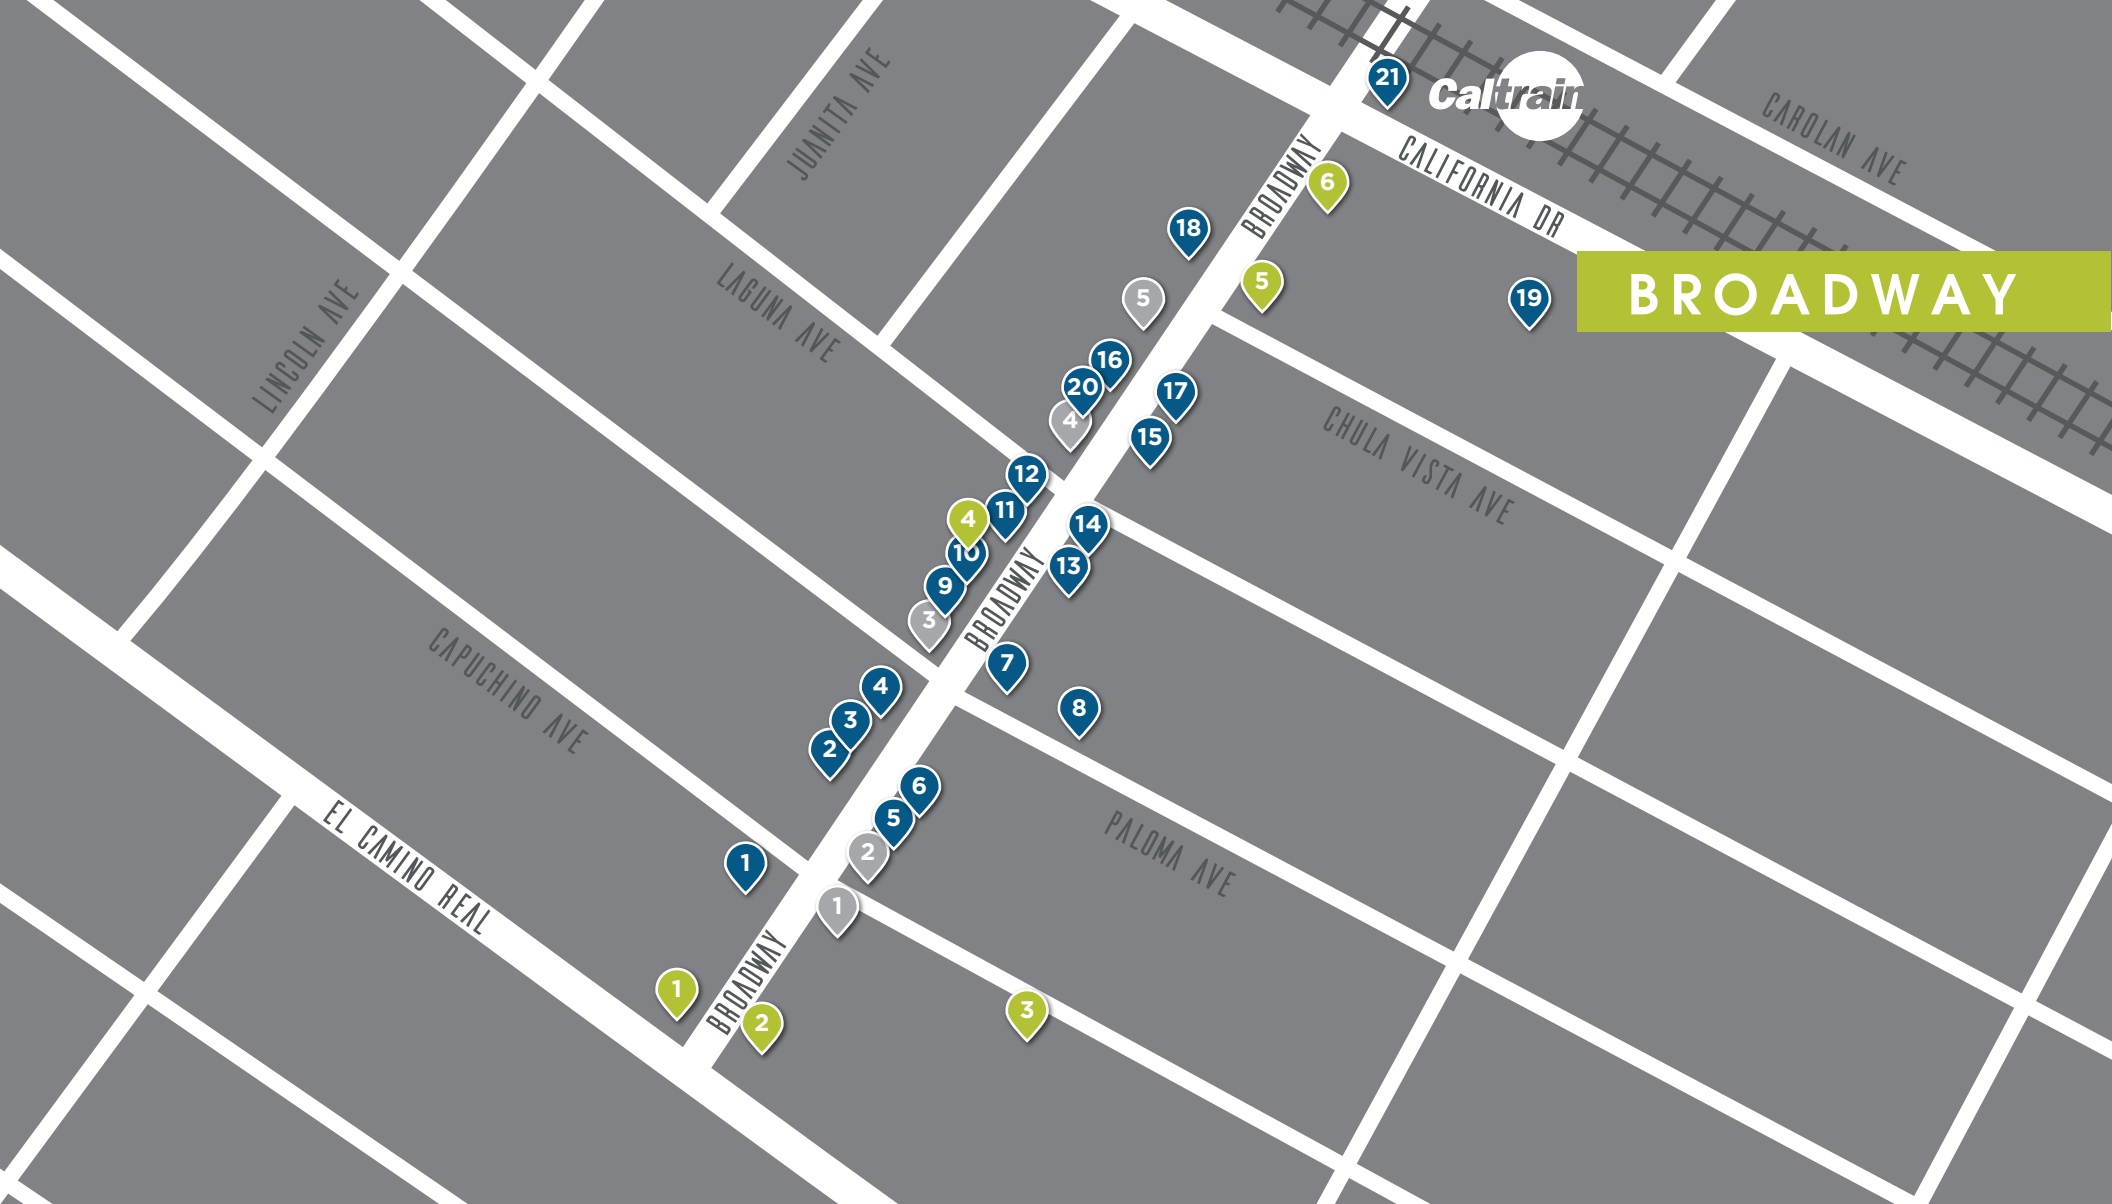 21
Caltrain
JUANITA AVE
CAROLAN AVE
BROADWAY
CALIFORNIA DR
6
18
5
5
19
BROADWAY
LAGUNA AVE
LINCOLN AVE
16
20
17
4
15
CHULA VISTA AVE
12
11
4
14
10
13
9
3
BROADWAY
7
4
8
3
2
CAPUCHINO AVE
6
5
2
PALOMA AVE
1
EL CAMINO REAL
1
BROADWAY
1
2
3